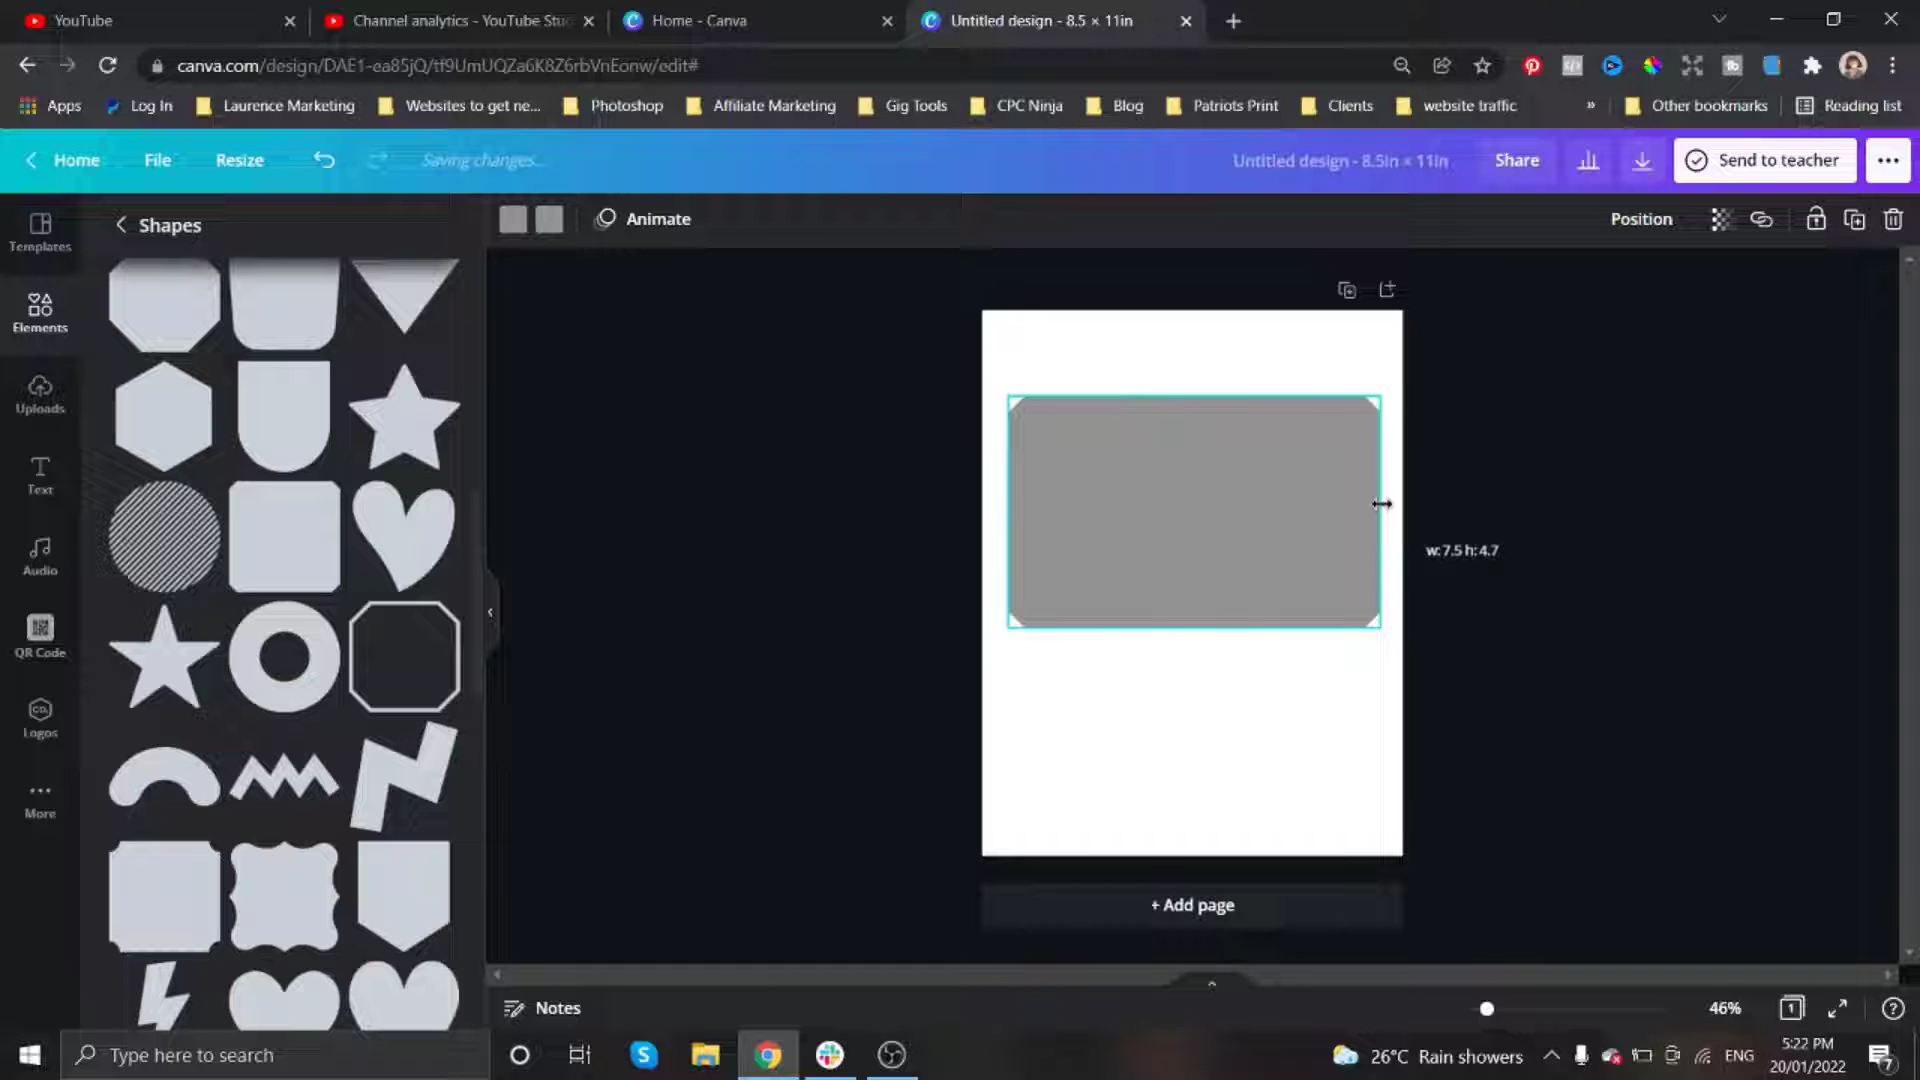 YouTube
Channel analytics - YouTube Stu
Home - Canva
Untitled design - 8.5 × 11in
canva.com/design/DAE1-ea85jQ/tf9UmUQZa6K8Z6rbVnEonw/edit#
Apps
Log In
Laurence Marketing
Websites to get ne...
Photoshop
Affiliate Marketing
Gig Tools
CPC Ninja
Blog
Patriots Print
Clients
website traffic
»
Other bookmarks
Reading list
Home
File
Resize
Saving changes...
Untitled design - 8.5in × 11in
Share
Send to teacher
Templates
Shapes
Animate
Position
Elements
Uploads
Text
Audio
QR Code
CO.
Logos
More
w: 7.5 h: 4.7
+ Add page
Notes
46%
1
Type here to search
26°C Rain showers
ENG
5:22 PM
20/01/2022
7